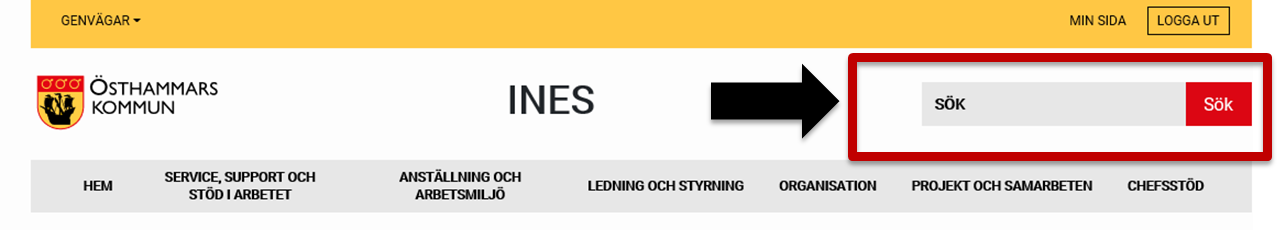 GENVÄGAR
MIN SIDA
LOGGA UT
ÖSTHAMMARS
KOMMUN
INES
SÖK
Sök
HEM
SERVICE, SUPPORT OCH
STÖD I ARBETET
ANSTÄLLNING OCH
ARBETSMILJÖ
LEDNING OCH STYRNING
ORGANISATION
PROJEKT OCH SAMARBETEN
CHEFSSTÖD